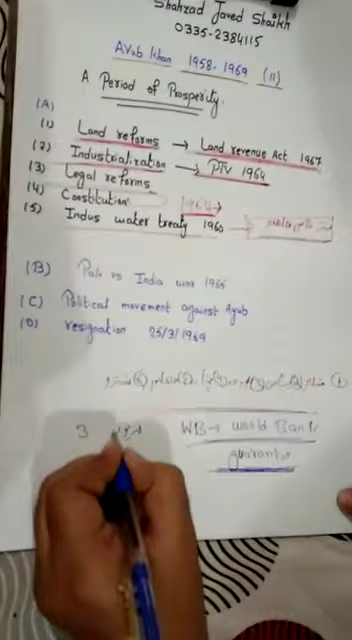 Shahzad Javed Shaikh
0335-2384115
Ayub Khan 1958-1969 (II)
A Period of Prosperity.
(A)
(1) Land reforms → Land revenue Act 1967
(2) Industrialization → PTV 1964
(3) Legal reforms
(4) Constitution 1962 →
(5) Indus water treaty 1960
(B) Pak vs India war 1965
(C) Political movement against Ayub
(D) resignation 25/3/1969
WB → World Bank
guarantor
3